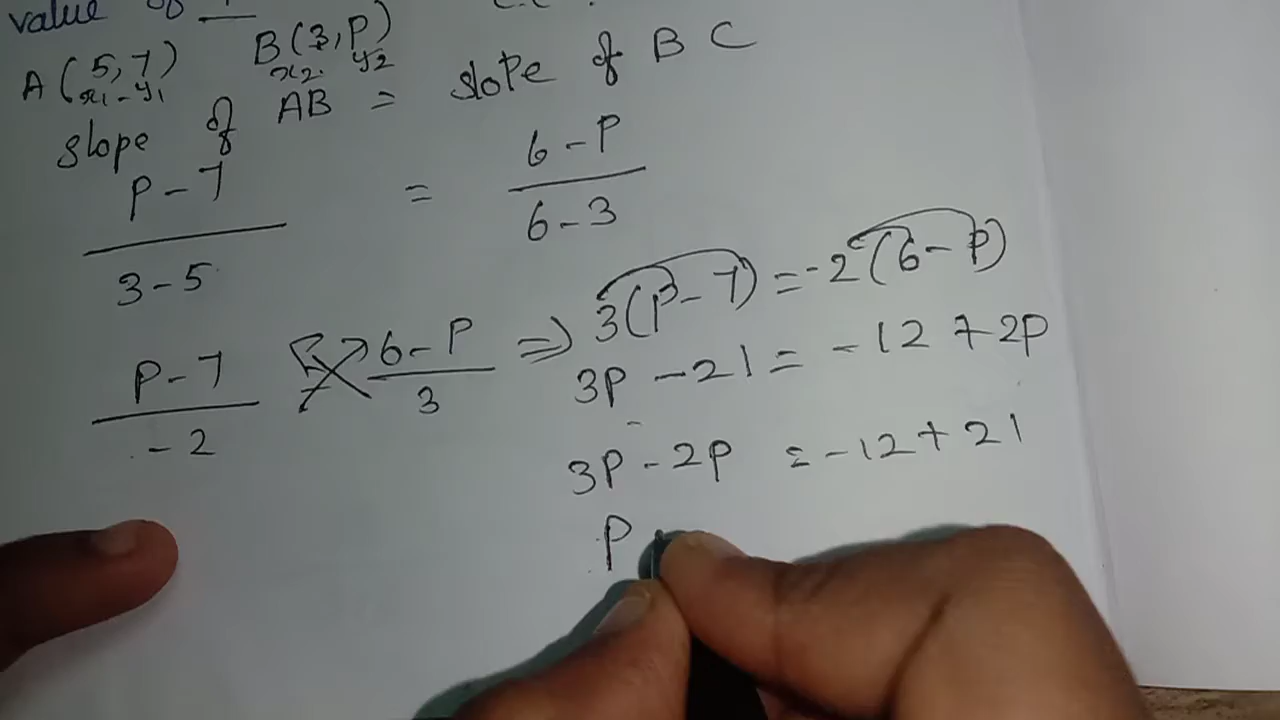 value of
A(5,7) B(3,P)
x1-y1 x2. y2
slope of AB = slope of BC
P-7/3-5 = 6-P/6-3
P-7/-2 6-P/3 ⇒ 3(P-7) = -2(6-P)
3P-21 = -12+2P
3P-2P = -12+21
P